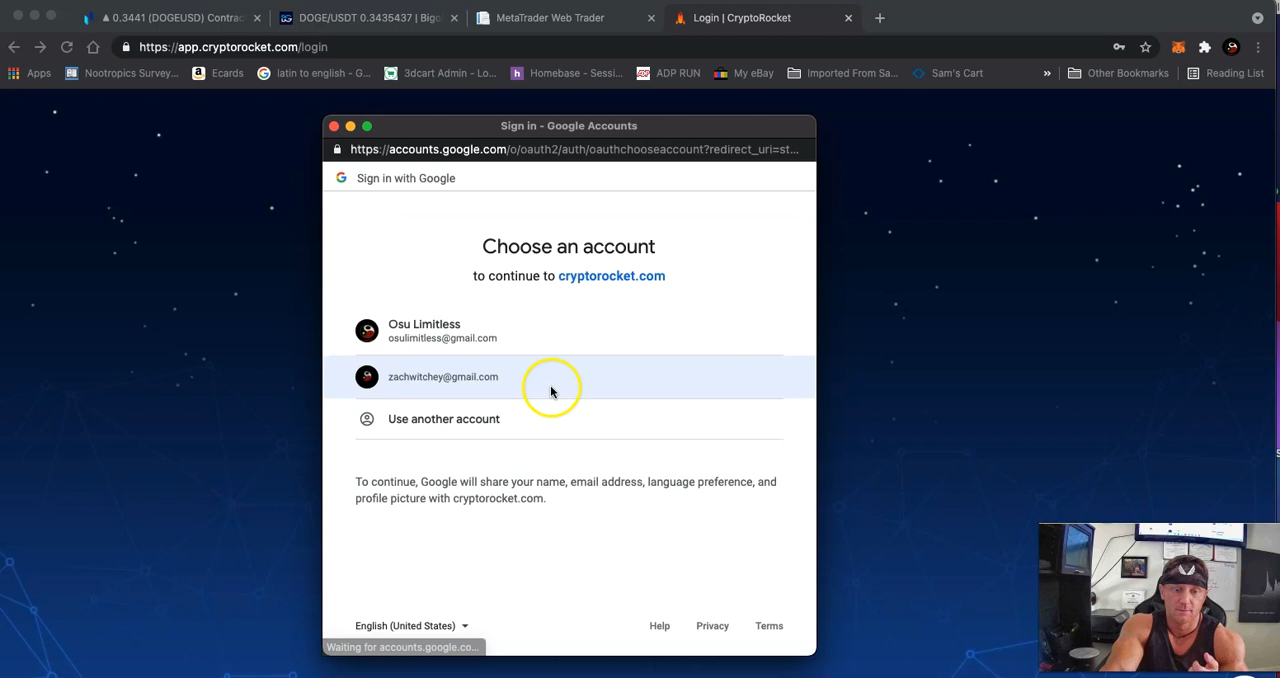 ▲ 0.3441 (DOGEUSD) Contrac
DOGE/USDT 0.3435437 | Bigo
MetaTrader Web Trader
Login | CryptoRocket
https://app.cryptorocket.com/login
Apps
Nootropics Survey...
Ecards
latin to english - G...
3dcart Admin - Lo...
Homebase - Sessi...
ADP RUN
My eBay
Imported From Sa...
Sam's Cart
»
Other Bookmarks
Reading List
Sign in - Google Accounts
https://accounts.google.com/o/oauth2/auth/oauthchooseaccount?redirect_uri=st...
Sign in with Google
Choose an account
to continue to cryptorocket.com
Osu Limitless
osulimitless@gmail.com
zachwitchey@gmail.com
Use another account
To continue, Google will share your name, email address, language preference, and
profile picture with cryptorocket.com.
English (United States)
Help
Privacy
Terms
Waiting for accounts.google.co...